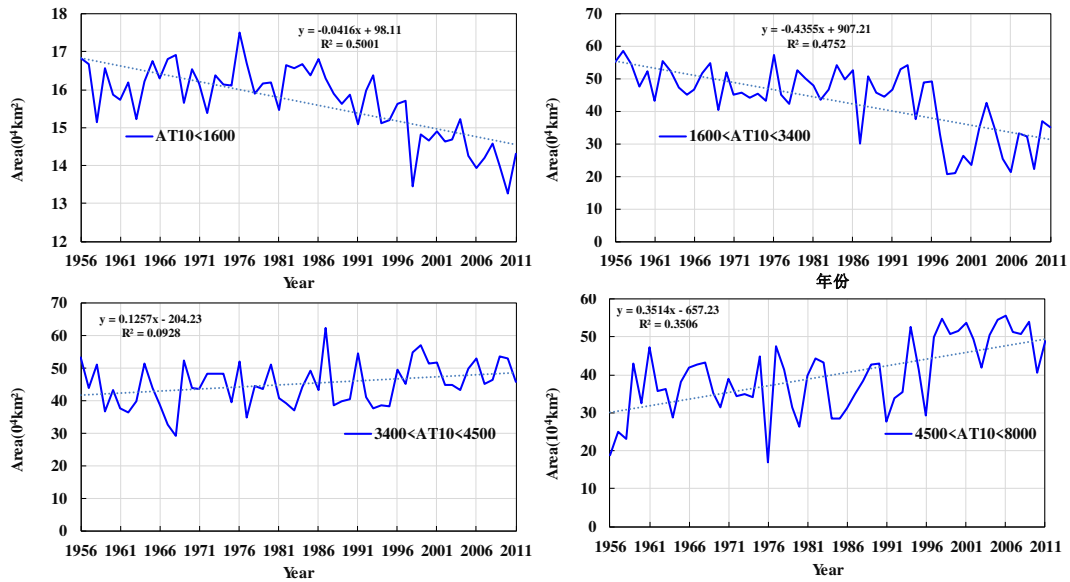 y = -0.0416x + 98.11
R² = 0.5001
18
17
16
15
14
13
12
Area(0⁴km²)
AT10<1600
1956 1961 1966 1971 1976 1981 1986 1991 1996 2001 2006 2011
Year
y = -0.4355x + 907.21
R² = 0.4752
70
60
50
40
30
20
10
0
Area(0⁴km²)
1600<AT10<3400
1956 1961 1966 1971 1976 1981 1986 1991 1996 2001 2006 2011
年份
y = 0.1257x - 204.23
R² = 0.0928
70
60
50
40
30
20
10
0
Area(0⁴km²)
3400<AT10<4500
1956 1961 1966 1971 1976 1981 1986 1991 1996 2001 2006 2011
Year
y = 0.3514x - 657.23
R² = 0.3506
60
50
40
30
20
10
0
Area(10⁴km²)
4500<AT10<8000
1956 1961 1966 1971 1976 1981 1986 1991 1996 2001 2006 2011
Year